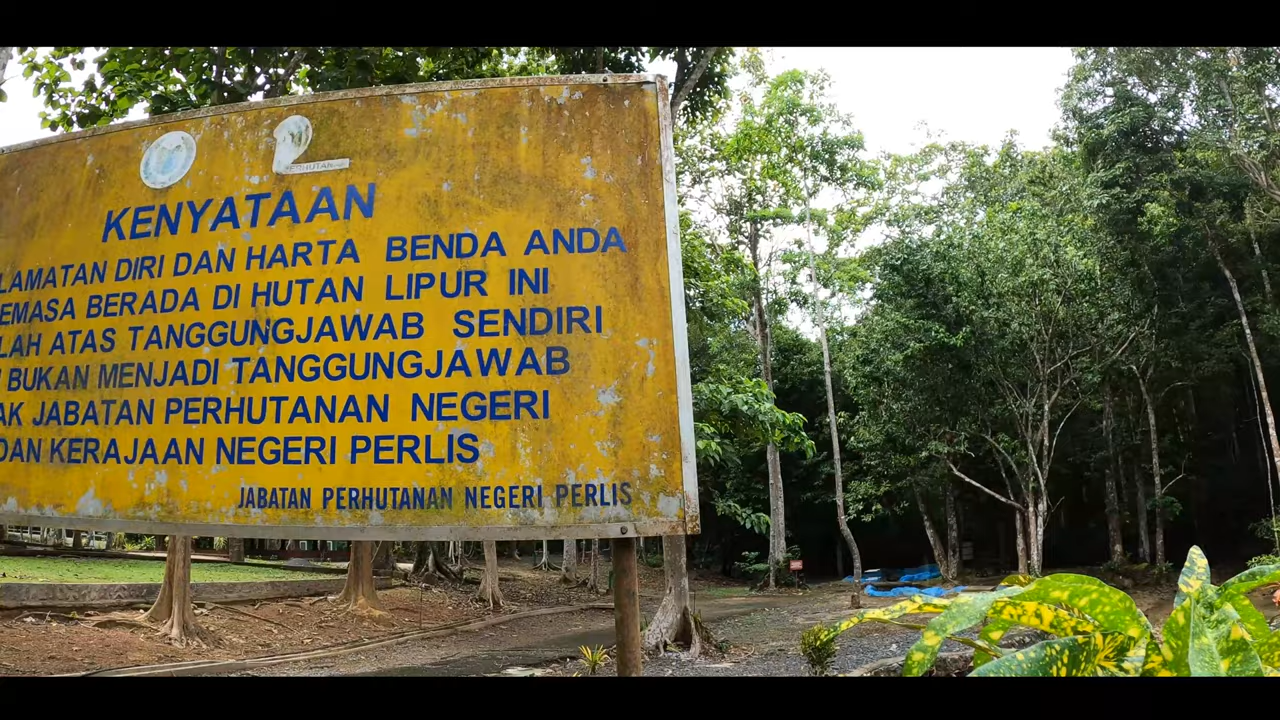 PERHUTAN
KENYATAAN
LAMATAN DIRI DAN HARTA BENDA ANDA
EMASA BERADA DI HUTAN LIPUR INI
LAH ATAS TANGGUNGJAWAB SENDIRI
BUKAN MENJADI TANGGUNGJAWAB
AK JABATAN PERHUTANAN NEGERI
DAN KERAJAAN NEGERI PERLIS
JABATAN PERHUTANAN NEGERI PERLIS